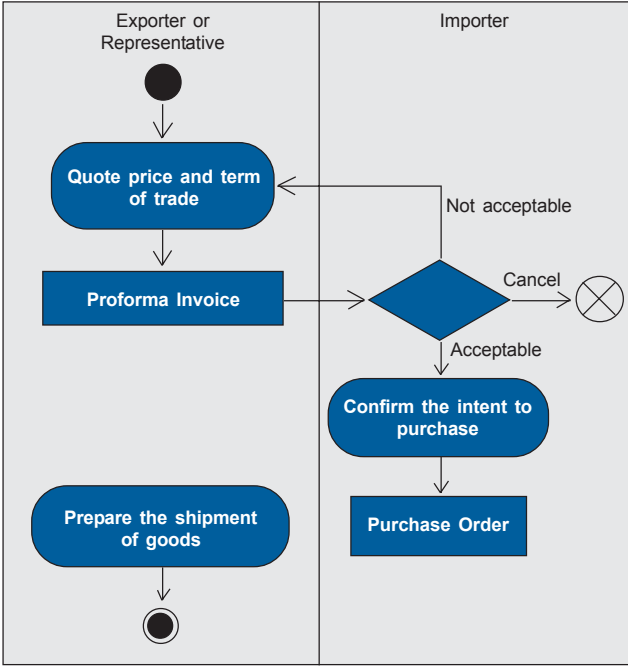 Exporter or
Representative
Importer
Quote price and term
of trade
Not acceptable
Proforma Invoice
Cancel
Acceptable
Confirm the intent to
purchase
Prepare the shipment
of goods
Purchase Order